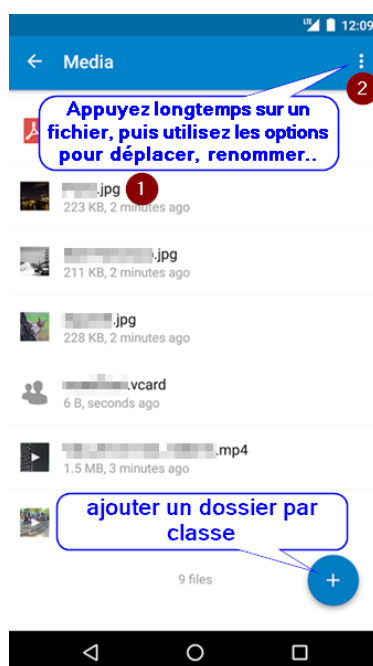 LTE 12:09
Media
2
Appuyez longtemps sur un
fichier, puis utilisez les options
pour déplacer, renommer..
.jpg 1
223 KB, 2 minutes ago
.jpg
211 KB, 2 minutes ago
.jpg
228 KB, 2 minutes ago
.vcard
6 B, seconds ago
.mp4
1.5 MB, 3 minutes ago
ajouter un dossier par
classe
9 files
+